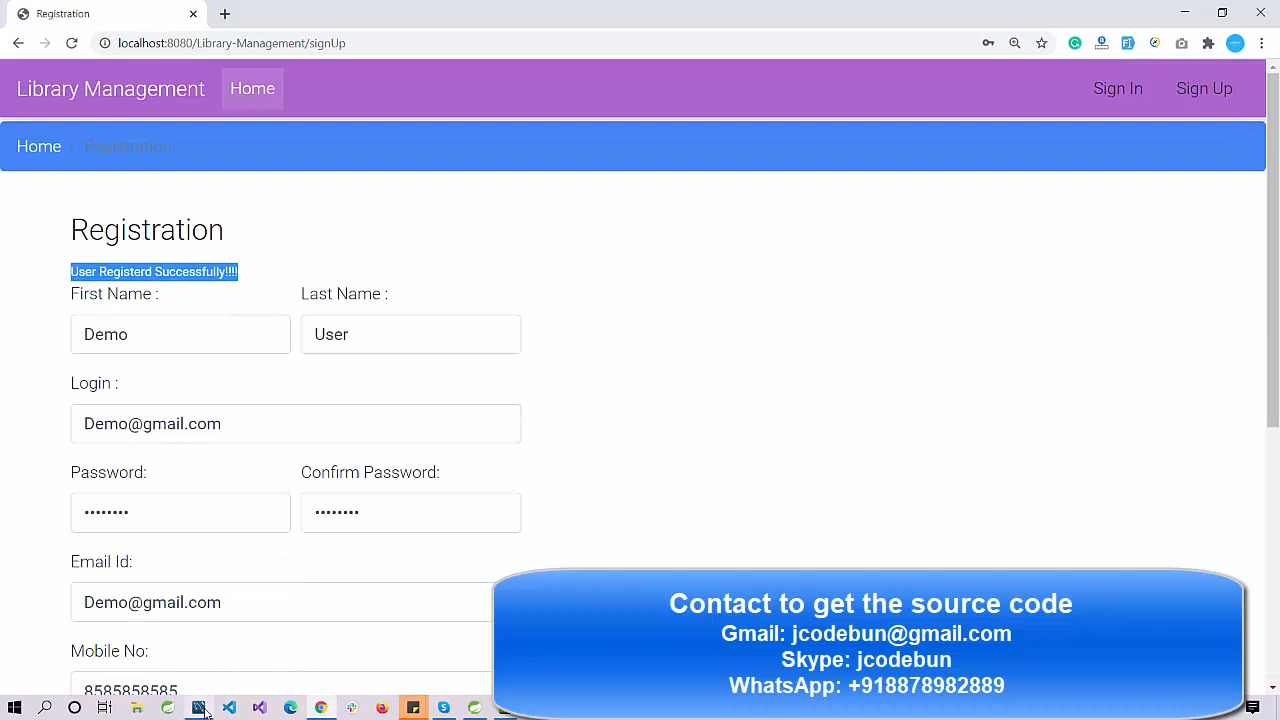 Registration
localhost:8080/Library-Management/signUp
Library Management Home Sign In Sign Up
Home / Registration
Registration
User Registerd Successfully!!!!
First Name : Last Name :
Demo User
Login :
Demo@gmail.com
Password: Confirm Password:
•••••••• ••••••••
Email Id:
Demo@gmail.com
Mobile No:
8585858585
Contact to get the source code
Gmail: jcodebun@gmail.com
Skype: jcodebun
WhatsApp: +918878982889